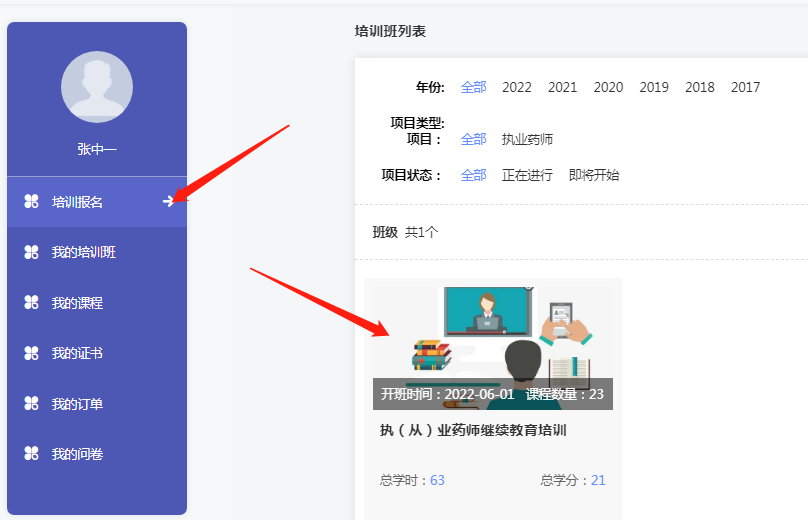 张中一
培训报名
我的培训班
我的课程
我的证书
我的订单
我的问卷
培训班列表
年份: 全部 2022 2021 2020 2019 2018 2017
项目类型:
项目： 全部 执业药师
项目状态： 全部 正在进行 即将开始
班级 共1个
开班时间：2022-06-01 课程数量：23
执（从）业药师继续教育培训
总学时：63 总学分：21